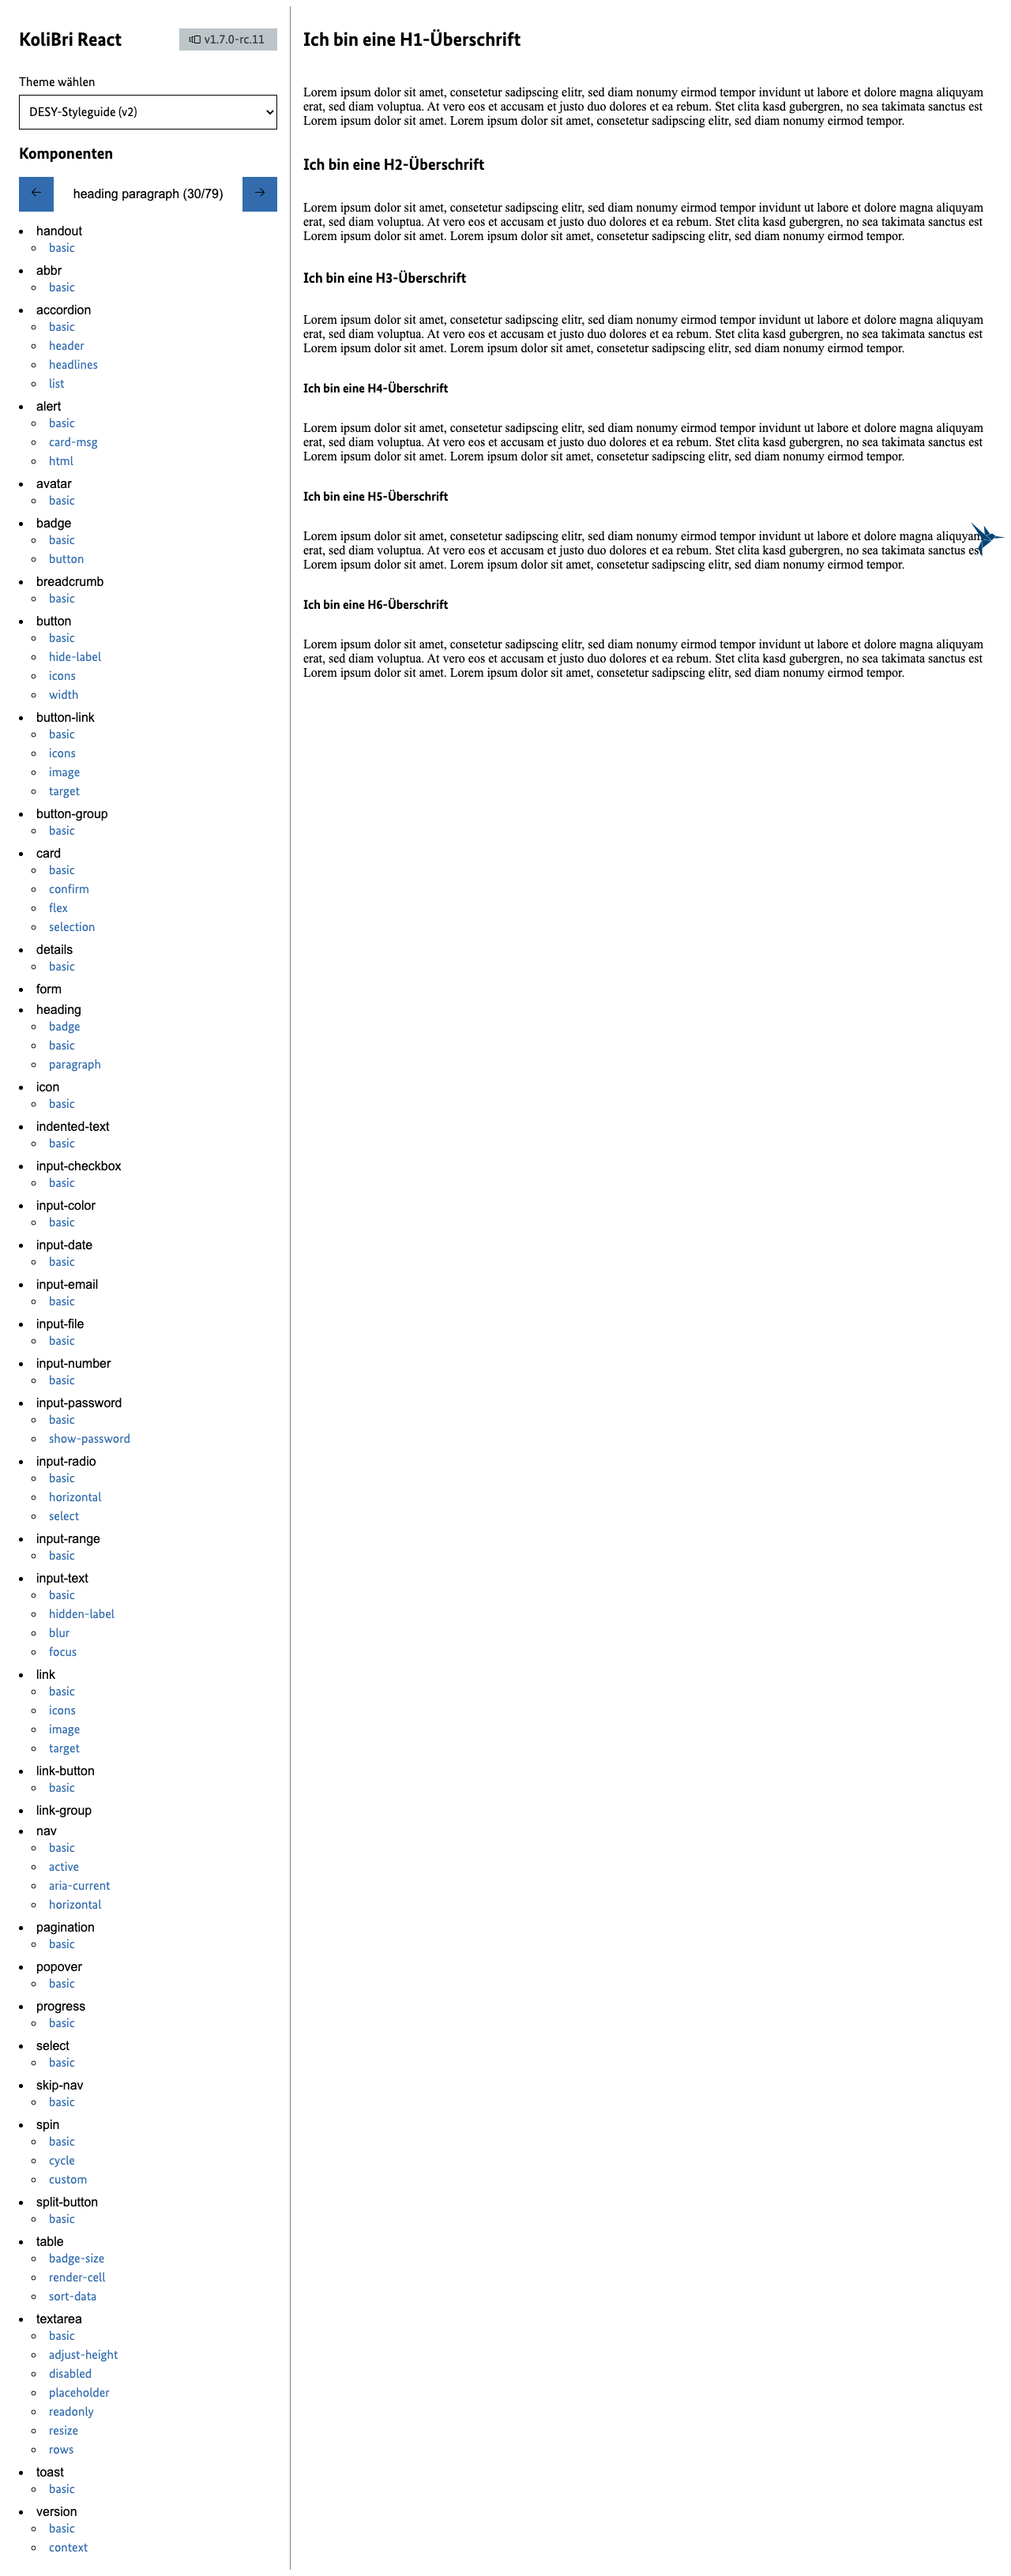 KoliBri React
v1.7.0-rc.11
Theme wählen
DESY-Styleguide (v2)
Komponenten
heading paragraph (30/79)
handout
basic
abbr
basic
accordion
basic
header
headlines
list
alert
basic
card-msg
html
avatar
basic
badge
basic
button
breadcrumb
basic
button
basic
hide-label
icons
width
button-link
basic
icons
image
target
button-group
basic
card
basic
confirm
flex
selection
details
basic
form
heading
badge
basic
paragraph
icon
basic
indented-text
basic
input-checkbox
basic
input-color
basic
input-date
basic
input-email
basic
input-file
basic
input-number
basic
input-password
basic
show-password
input-radio
basic
horizontal
select
input-range
basic
input-text
basic
hidden-label
blur
focus
link
basic
icons
image
target
link-button
basic
link-group
nav
basic
active
aria-current
horizontal
pagination
basic
popover
basic
progress
basic
select
basic
skip-nav
basic
spin
basic
cycle
custom
split-button
basic
table
badge-size
render-cell
sort-data
textarea
basic
adjust-height
disabled
placeholder
readonly
resize
rows
toast
basic
version
basic
context
Ich bin eine H1-Überschrift
Lorem ipsum dolor sit amet, consetetur sadipscing elitr, sed diam nonumy eirmod tempor invidunt ut labore et dolore magna aliquyam
erat, sed diam voluptua. At vero eos et accusam et justo duo dolores et ea rebum. Stet clita kasd gubergren, no sea takimata sanctus est
Lorem ipsum dolor sit amet. Lorem ipsum dolor sit amet, consetetur sadipscing elitr, sed diam nonumy eirmod tempor.
Ich bin eine H2-Überschrift
Lorem ipsum dolor sit amet, consetetur sadipscing elitr, sed diam nonumy eirmod tempor invidunt ut labore et dolore magna aliquyam
erat, sed diam voluptua. At vero eos et accusam et justo duo dolores et ea rebum. Stet clita kasd gubergren, no sea takimata sanctus est
Lorem ipsum dolor sit amet. Lorem ipsum dolor sit amet, consetetur sadipscing elitr, sed diam nonumy eirmod tempor.
Ich bin eine H3-Überschrift
Lorem ipsum dolor sit amet, consetetur sadipscing elitr, sed diam nonumy eirmod tempor invidunt ut labore et dolore magna aliquyam
erat, sed diam voluptua. At vero eos et accusam et justo duo dolores et ea rebum. Stet clita kasd gubergren, no sea takimata sanctus est
Lorem ipsum dolor sit amet. Lorem ipsum dolor sit amet, consetetur sadipscing elitr, sed diam nonumy eirmod tempor.
Ich bin eine H4-Überschrift
Lorem ipsum dolor sit amet, consetetur sadipscing elitr, sed diam nonumy eirmod tempor invidunt ut labore et dolore magna aliquyam
erat, sed diam voluptua. At vero eos et accusam et justo duo dolores et ea rebum. Stet clita kasd gubergren, no sea takimata sanctus est
Lorem ipsum dolor sit amet. Lorem ipsum dolor sit amet, consetetur sadipscing elitr, sed diam nonumy eirmod tempor.
Ich bin eine H5-Überschrift
Lorem ipsum dolor sit amet, consetetur sadipscing elitr, sed diam nonumy eirmod tempor invidunt ut labore et dolore magna aliquyam
erat, sed diam voluptua. At vero eos et accusam et justo duo dolores et ea rebum. Stet clita kasd gubergren, no sea takimata sanctus est
Lorem ipsum dolor sit amet. Lorem ipsum dolor sit amet, consetetur sadipscing elitr, sed diam nonumy eirmod tempor.
Ich bin eine H6-Überschrift
Lorem ipsum dolor sit amet, consetetur sadipscing elitr, sed diam nonumy eirmod tempor invidunt ut labore et dolore magna aliquyam
erat, sed diam voluptua. At vero eos et accusam et justo duo dolores et ea rebum. Stet clita kasd gubergren, no sea takimata sanctus est
Lorem ipsum dolor sit amet. Lorem ipsum dolor sit amet, consetetur sadipscing elitr, sed diam nonumy eirmod tempor.